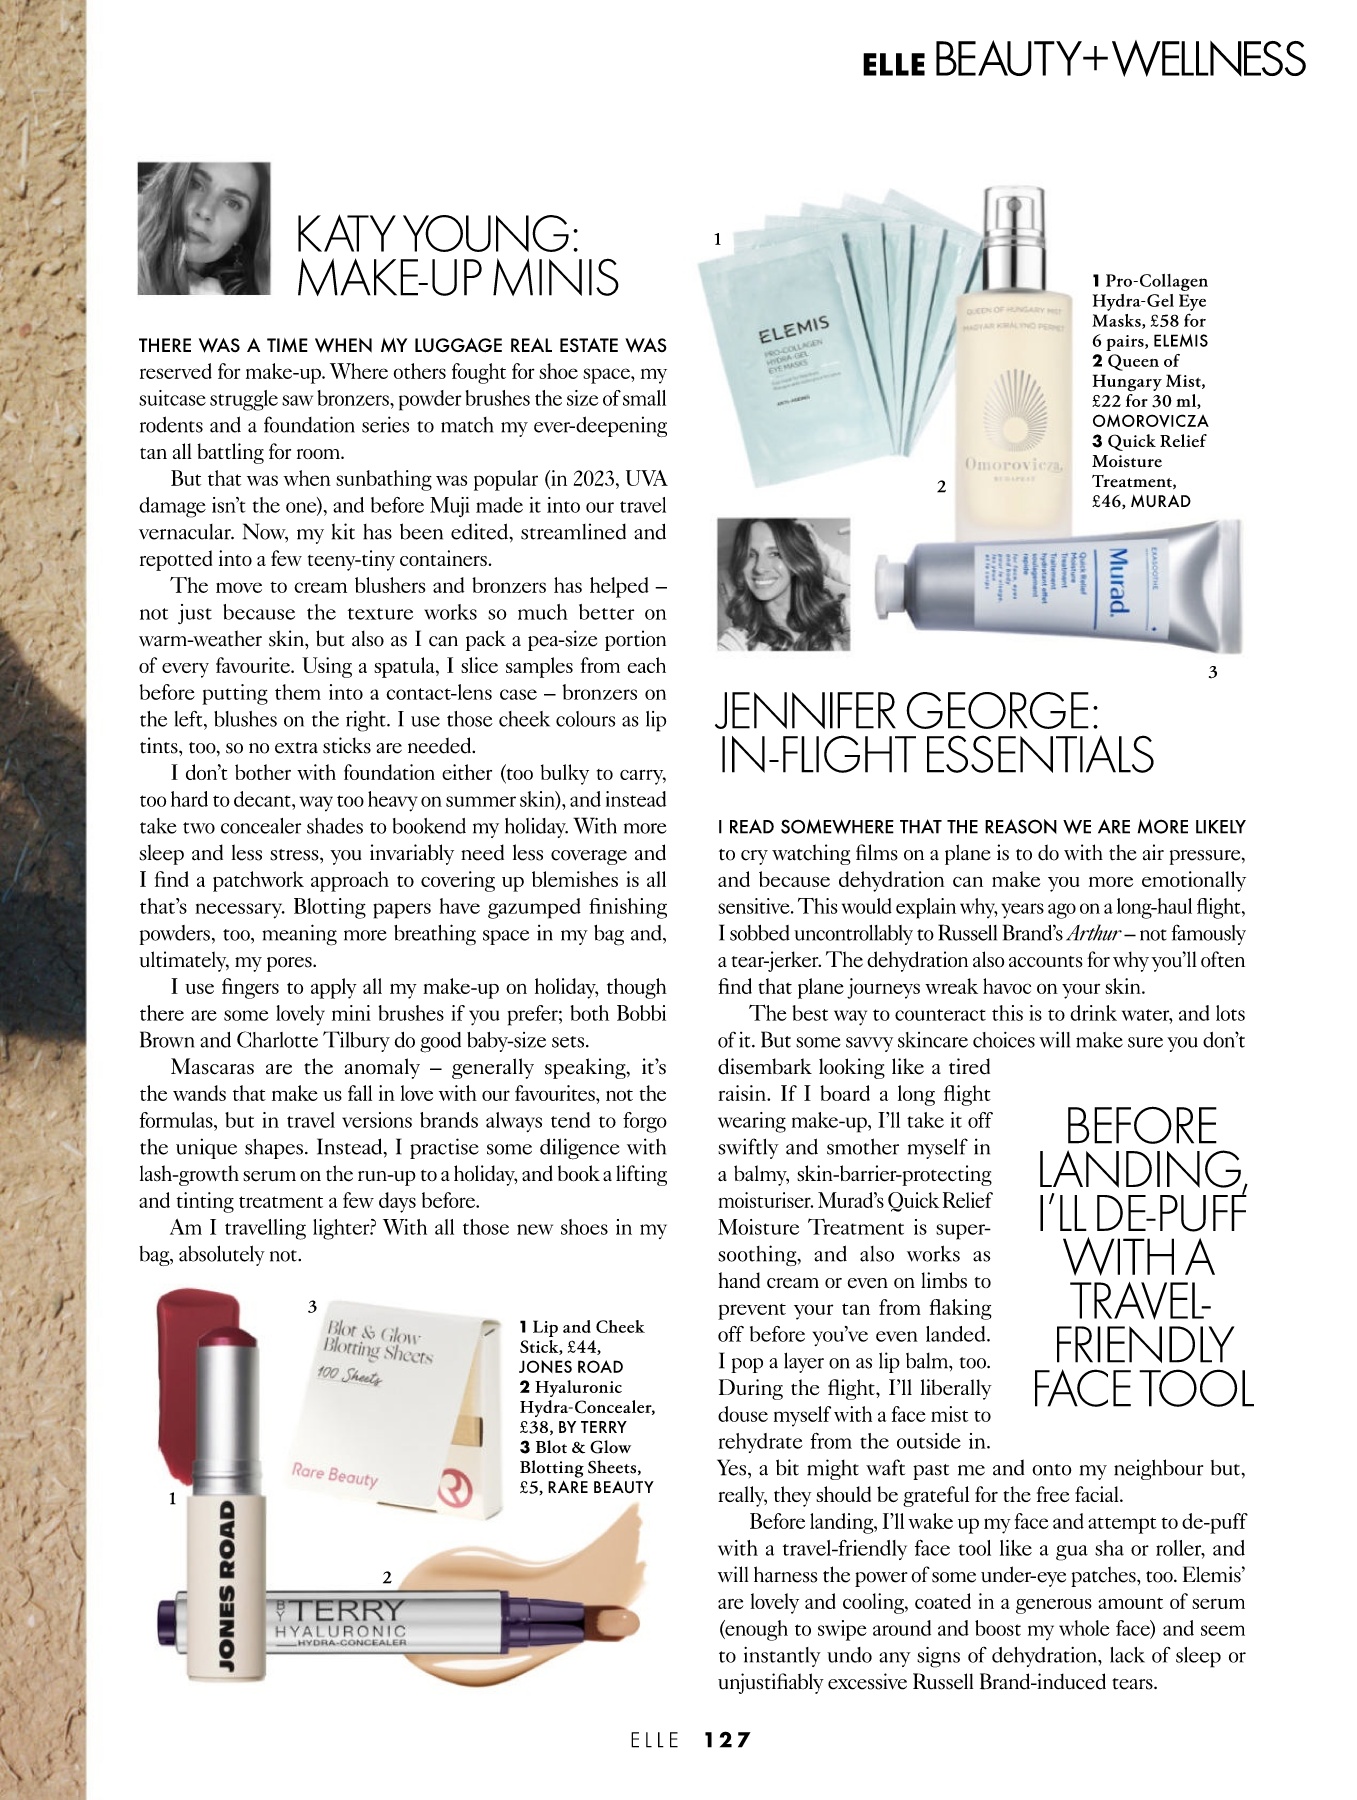 ELLE BEAUTY+WELLNESS
KATY YOUNG:
MAKE-UP MINIS
THERE WAS A TIME WHEN MY LUGGAGE REAL ESTATE WAS
reserved for make-up. Where others fought for shoe space, my
suitcase struggle saw bronzers, powder brushes the size of small
rodents and a foundation series to match my ever-deepening
tan all battling for room.
But that was when sunbathing was popular (in 2023, UVA
damage isn't the one), and before Muji made it into our travel
vernacular. Now, my kit has been edited, streamlined and
repotted into a few teeny-tiny containers.
The move to cream blushers and bronzers has helped –
not just because the texture works so much better on
warm-weather skin, but also as I can pack a pea-size portion
of every favourite. Using a spatula, I slice samples from each
before putting them into a contact-lens case – bronzers on
the left, blushes on the right. I use those cheek colours as lip
tints, too, so no extra sticks are needed.
I don't bother with foundation either (too bulky to carry,
too hard to decant, way too heavy on summer skin), and instead
take two concealer shades to bookend my holiday. With more
sleep and less stress, you invariably need less coverage and
I find a patchwork approach to covering up blemishes is all
that's necessary. Blotting papers have gazumped finishing
powders, too, meaning more breathing space in my bag and,
ultimately, my pores.
I use fingers to apply all my make-up on holiday, though
there are some lovely mini brushes if you prefer; both Bobbi
Brown and Charlotte Tilbury do good baby-size sets.
Mascaras are the anomaly – generally speaking, it's
the wands that make us fall in love with our favourites, not the
formulas, but in travel versions brands always tend to forgo
the unique shapes. Instead, I practise some diligence with
lash-growth serum on the run-up to a holiday, and book a lifting
and tinting treatment a few days before.
Am I travelling lighter? With all those new shoes in my
bag, absolutely not.
3
Blot & Glow
Blotting Sheets
100 Sheets
Rare Beauty
R
1
JONES ROAD
2
BY TERRY
HYALURONIC
HYDRA-CONCEALER
1 Lip and Cheek
Stick, £44,
JONES ROAD
2 Hyaluronic
Hydra-Concealer,
£38, BY TERRY
3 Blot & Glow
Blotting Sheets,
£5, RARE BEAUTY
1
ELEMIS
PRO-COLLAGEN
HYDRA-GEL
EYE MASKS
ANTI-AGEING
2
QUEEN OF HUNGARY MIST
MAGYAR KIRÁLYNŐ PERMET
Omorovicza
BUDAPEST
1 Pro-Collagen
Hydra-Gel Eye
Masks, £58 for
6 pairs, ELEMIS
2 Queen of
Hungary Mist,
£22 for 30 ml,
OMOROVICZA
3 Quick Relief
Moisture
Treatment,
£46, MURAD
EXASOOTHE
Murad.
Quick Relief
Moisture
Treatment
Traitement
hydratant effet
soulagement
rapide
3
JENNIFER GEORGE:
IN-FLIGHT ESSENTIALS
I READ SOMEWHERE THAT THE REASON WE ARE MORE LIKELY
to cry watching films on a plane is to do with the air pressure,
and because dehydration can make you more emotionally
sensitive. This would explain why, years ago on a long-haul flight,
I sobbed uncontrollably to Russell Brand's Arthur – not famously
a tear-jerker. The dehydration also accounts for why you'll often
find that plane journeys wreak havoc on your skin.
The best way to counteract this is to drink water, and lots
of it. But some savvy skincare choices will make sure you don't
disembark looking like a tired
raisin. If I board a long flight
wearing make-up, I'll take it off
swiftly and smother myself in
a balmy, skin-barrier-protecting
moisturiser. Murad's Quick Relief
Moisture Treatment is super-
soothing, and also works as
hand cream or even on limbs to
prevent your tan from flaking
off before you've even landed.
I pop a layer on as lip balm, too.
During the flight, I'll liberally
douse myself with a face mist to
rehydrate from the outside in.
Yes, a bit might waft past me and onto my neighbour but,
really, they should be grateful for the free facial.
Before landing, I'll wake up my face and attempt to de-puff
with a travel-friendly face tool like a gua sha or roller, and
will harness the power of some under-eye patches, too. Elemis'
are lovely and cooling, coated in a generous amount of serum
(enough to swipe around and boost my whole face) and seem
to instantly undo any signs of dehydration, lack of sleep or
unjustifiably excessive Russell Brand-induced tears.
BEFORE
LANDING,
I'LL DE-PUFF
WITH A
TRAVEL-
FRIENDLY
FACE TOOL
ELLE 127